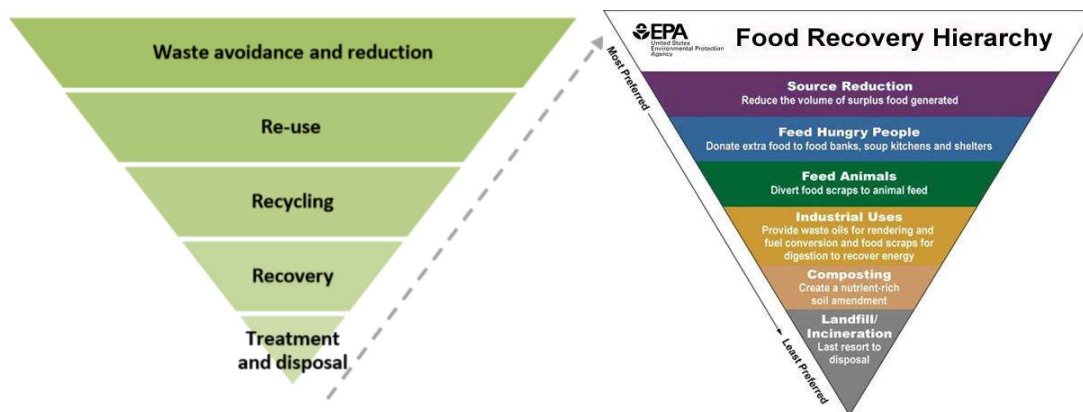 Waste avoidance and reduction
Re-use
Recycling
Recovery
Treatment
and disposal
EPA
United States
Environmental Protection
Agency
Food Recovery Hierarchy
Most Preferred
Source Reduction
Reduce the volume of surplus food generated
Feed Hungry People
Donate extra food to food banks, soup kitchens and shelters
Feed Animals
Divert food scraps to animal feed
Industrial Uses
Provide waste oils for rendering and
fuel conversion and food scraps for
digestion to recover energy
Composting
Create a nutrient-rich
soil amendment
Landfill/
Incineration
Last resort to
disposal
Least Preferred